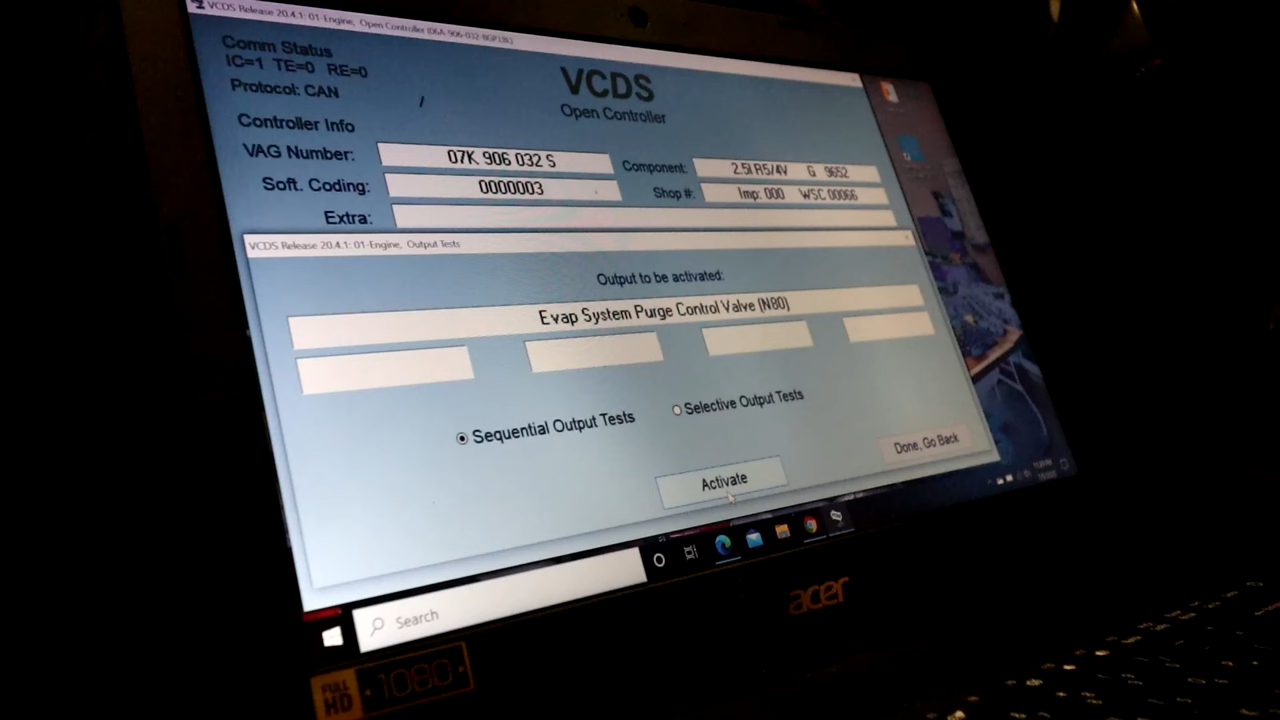 VCDS Release 20.4.1: 01-Engine, Open Controller
Comm Status
IC=1 TE=0 RE=0
Protocol: CAN
/
VCDS
Open Controller
Controller Info
VAG Number:
07K 906 032 S
Component:
2.5l R5/4V G 9652
Soft. Coding:
0000003
Shop #:
Imp: 000 WSC 00066
Extra:
VCDS Release 20.4.1: 01-Engine, Output Tests
Output to be activated:
Evap System Purge Control Valve (N80)
Sequential Output Tests
Selective Output Tests
Done, Go Back
Activate
Search
acer
FULL HD
1080